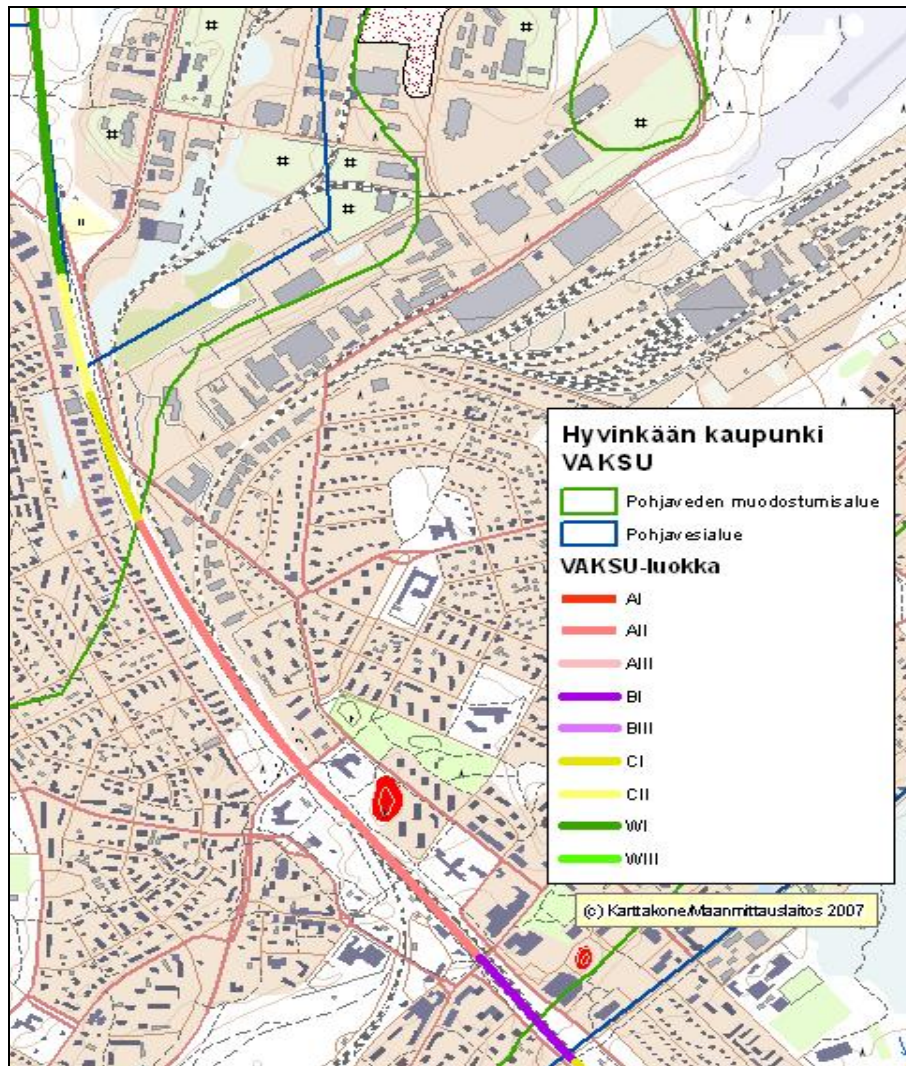 Hyvinkään kaupunki
VAKSU
Pohjaveden muodostumisalue
Pohjavesialue
VAKSU-luokka
AI
AII
AIII
BI
BIII
CI
CII
WI
WIII
(c) Karttakone/Maanmittauslaitos 2007